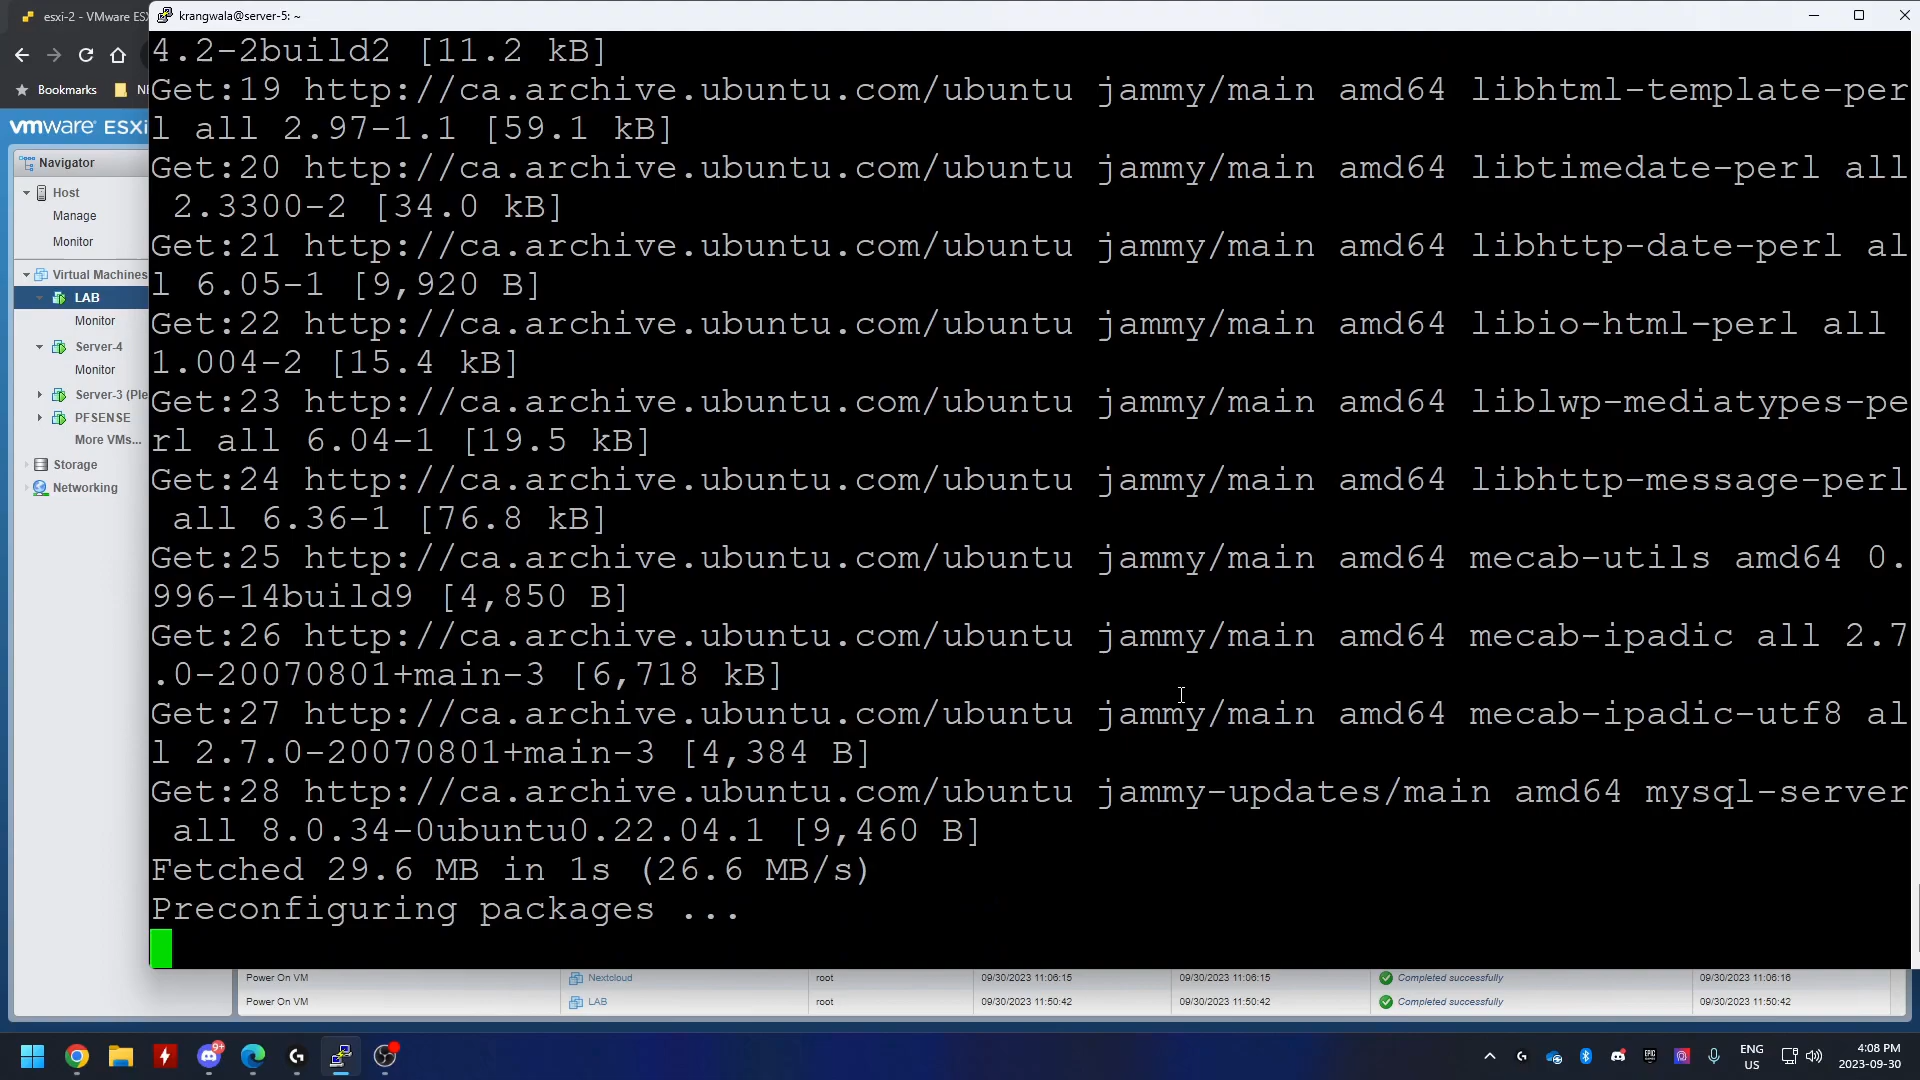 esxi-2 - VMware ESX
krangwala@server-5: ~
Bookmarks
vmware ESXi
Navigator
Host
Manage
Monitor
Virtual Machines
LAB
Monitor
Server-4
Monitor
Server-3 (Ple
PFSENSE
More VMs...
Storage
Networking
4.2-2build2 [11.2 kB]
Get:19 http://ca.archive.ubuntu.com/ubuntu jammy/main amd64 libhtml-template-per
l all 2.97-1.1 [59.1 kB]
Get:20 http://ca.archive.ubuntu.com/ubuntu jammy/main amd64 libtimedate-perl all
 2.3300-2 [34.0 kB]
Get:21 http://ca.archive.ubuntu.com/ubuntu jammy/main amd64 libhttp-date-perl al
l 6.05-1 [9,920 B]
Get:22 http://ca.archive.ubuntu.com/ubuntu jammy/main amd64 libio-html-perl all
1.004-2 [15.4 kB]
Get:23 http://ca.archive.ubuntu.com/ubuntu jammy/main amd64 liblwp-mediatypes-pe
rl all 6.04-1 [19.5 kB]
Get:24 http://ca.archive.ubuntu.com/ubuntu jammy/main amd64 libhttp-message-perl
 all 6.36-1 [76.8 kB]
Get:25 http://ca.archive.ubuntu.com/ubuntu jammy/main amd64 mecab-utils amd64 0.
996-14build9 [4,850 B]
Get:26 http://ca.archive.ubuntu.com/ubuntu jammy/main amd64 mecab-ipadic all 2.7
.0-20070801+main-3 [6,718 kB]
Get:27 http://ca.archive.ubuntu.com/ubuntu jammy/main amd64 mecab-ipadic-utf8 al
l 2.7.0-20070801+main-3 [4,384 B]
Get:28 http://ca.archive.ubuntu.com/ubuntu jammy-updates/main amd64 mysql-server
 all 8.0.34-0ubuntu0.22.04.1 [9,460 B]
Fetched 29.6 MB in 1s (26.6 MB/s)
Preconfiguring packages ...
Power On VM Nextcloud root 09/30/2023 11:06:15 09/30/2023 11:06:15 Completed successfully 09/30/2023 11:06:16
Power On VM LAB root 09/30/2023 11:50:42 09/30/2023 11:50:42 Completed successfully 09/30/2023 11:50:42
9+
EPIC
ENG
US
4:08 PM
2023-09-30